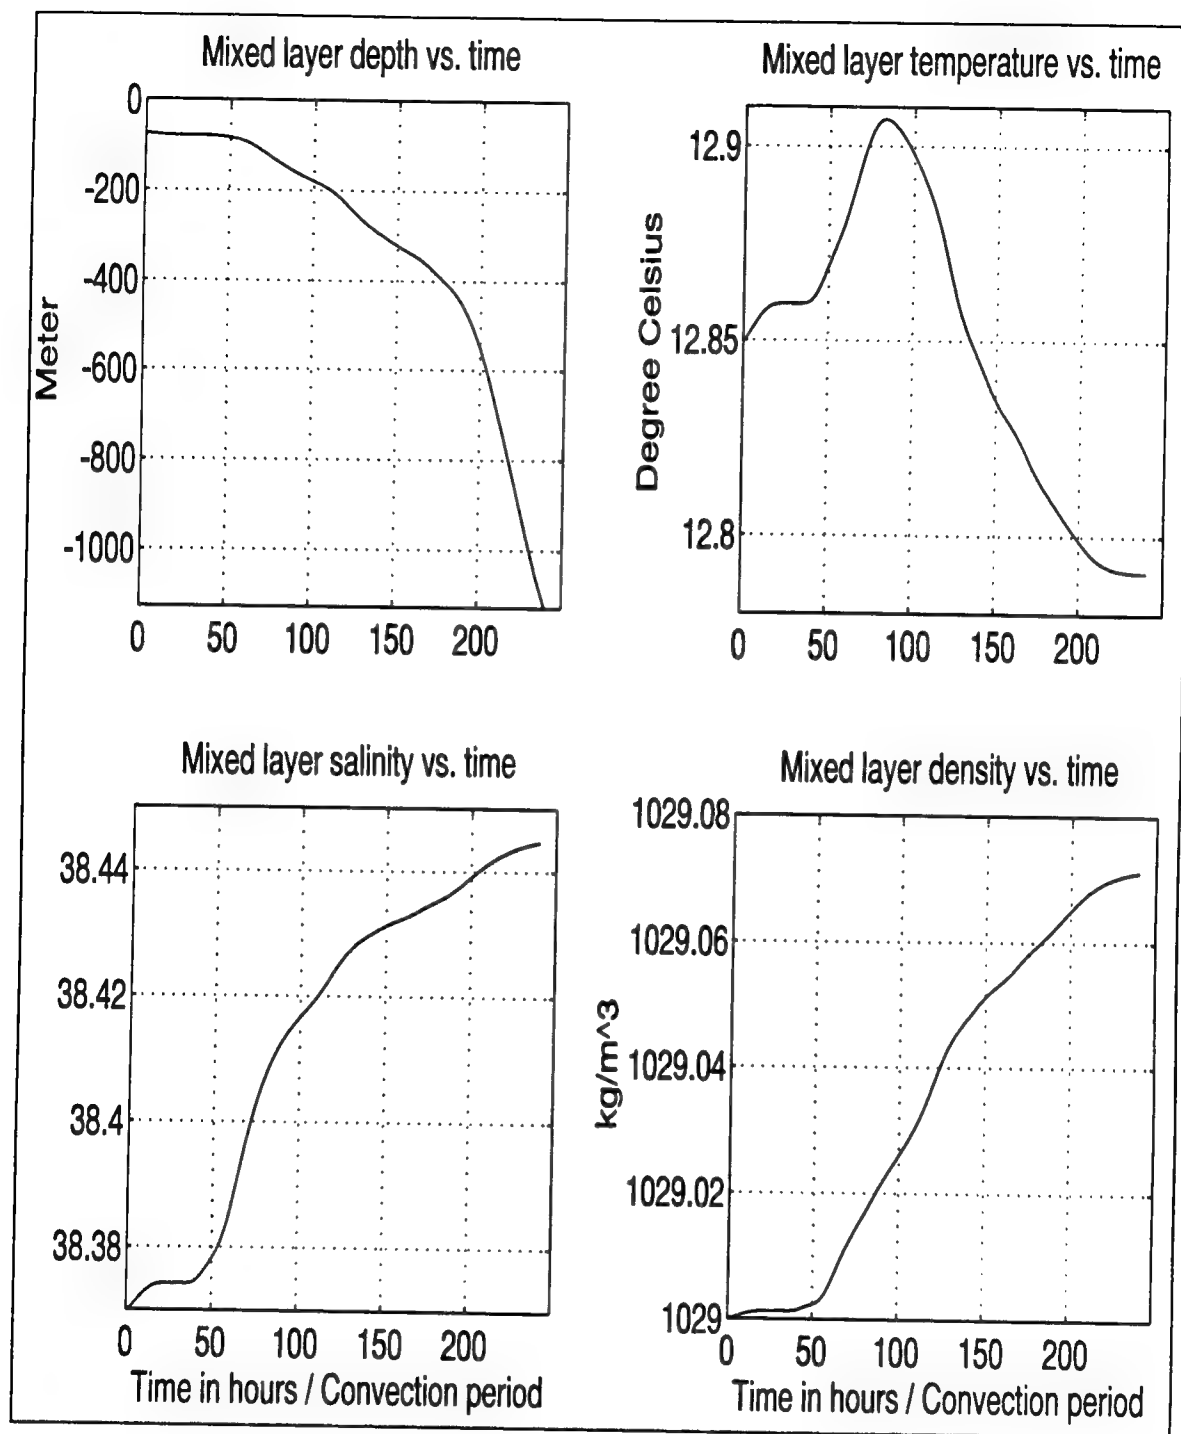 Mixed layer depth vs. time
0
-200
-400
-600
-800
-1000
Meter
0 50 100 150 200
Mixed layer temperature vs. time
12.9
12.85
12.8
Degree Celsius
0 50 100 150 200
Mixed layer salinity vs. time
38.44
38.42
38.4
38.38
0 50 100 150 200
Time in hours / Convection period
Mixed layer density vs. time
1029.08
1029.06
1029.04
1029.02
1029
kg/m^3
0 50 100 150 200
Time in hours / Convection period